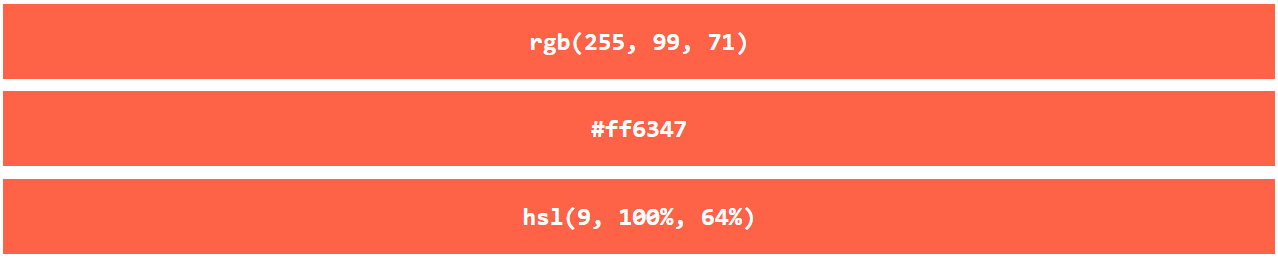 rgb(255, 99, 71)
#ff6347
hsl(9, 100%, 64%)